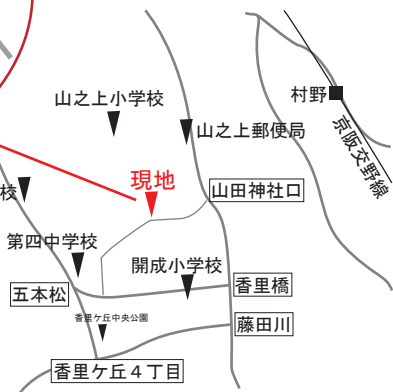 山之上小学校
村野
京阪交野線
山之上郵便局
校
現地
山田神社口
第四中学校
開成小学校
五本松
香里橋
香里ケ丘中央公園
藤田川
香里ケ丘４丁目